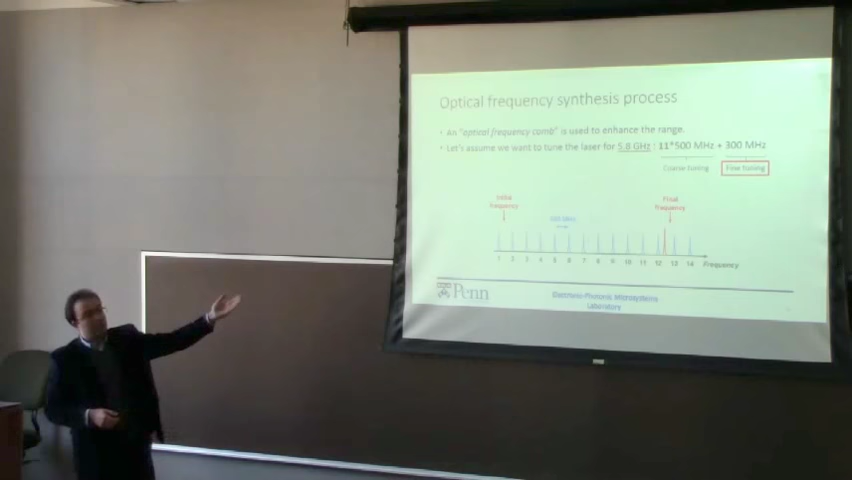 Optical frequency synthesis process
• An "optical frequency comb" is used to enhance the range.
• Let's assume we want to tune the laser for 5.8 GHz : 11*500 MHz + 300 MHz
Coarse tuning Fine tuning
Initial frequency
Final frequency
500 MHz
1 2 3 4 5 6 7 8 9 10 11 12 13 14 Frequency
Penn
Electronic-Photonic Microsystems
Laboratory